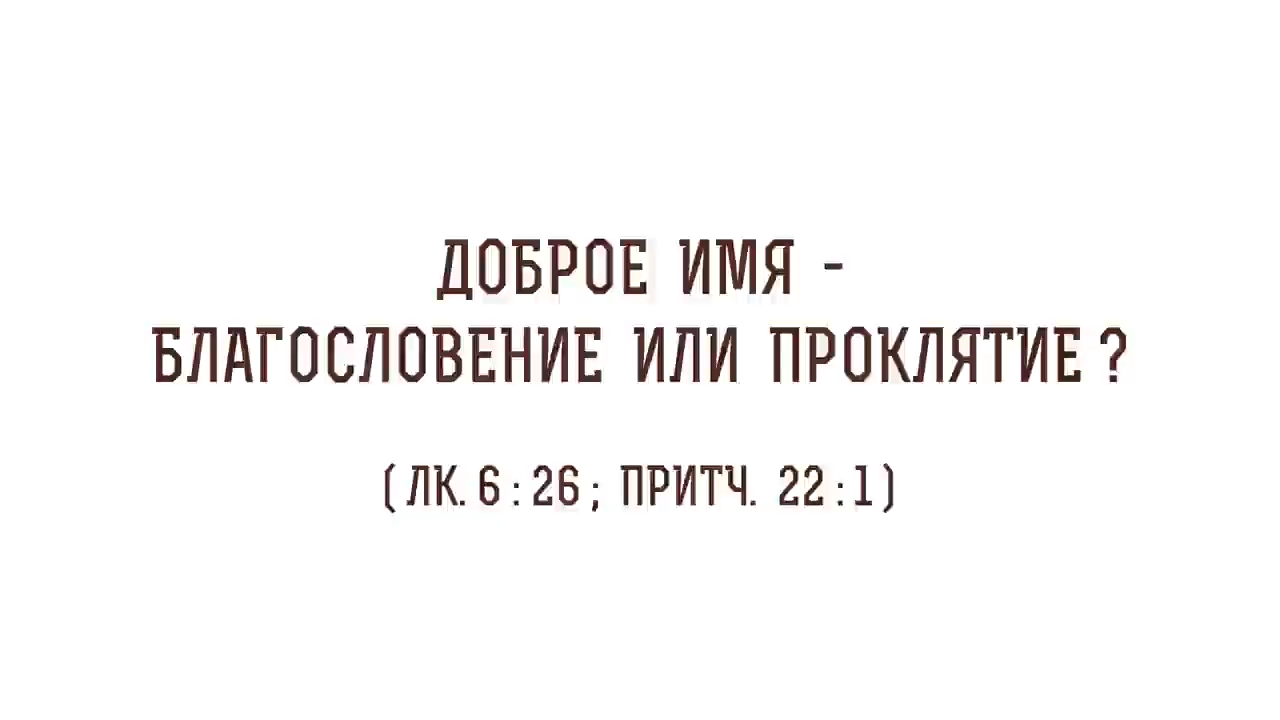 ДОБРОЕ ИМЯ -
БЛАГОСЛОВЕНИЕ ИЛИ ПРОКЛЯТИЕ?
(ЛК. 6:26; ПРИТЧ. 22:1)